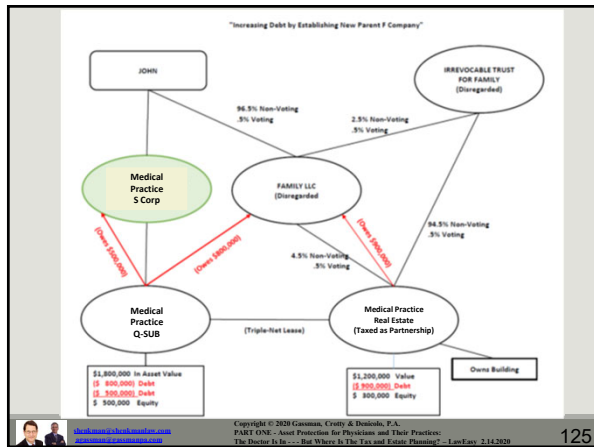 "Increasing Debt by Establishing New Parent F Company"
JOHN
IRREVOCABLE TRUST
FOR FAMILY
(Disregarded)
96.5% Non-Voting
.5% Voting
2.5% Non-Voting
.5% Voting
Medical
Practice
S Corp
FAMILY LLC
(Disregarded
(Owes $500,000)
(Owes $800,000)
(Owes $900,000)
94.5% Non-Voting
.5% Voting
4.5% Non-Voting
.5% Voting
Medical
Practice
Q-SUB
(Triple-Net Lease)
Medical Practice
Real Estate
(Taxed as Partnership)
$1,800,000 In Asset Value
($ 800,000) Debt
($ 500,000) Debt
$ 500,000 Equity
$1,200,000 Value
($ 900,000) Debt
$ 800,000 Equity
Owns Building
shenkman@shenkmanlaw.com
agassman@gassmanpa.com
Copyright © 2020 Gassman, Crotty & Denicolo, P.A.
PART ONE - Asset Protection for Physicians and Their Practices:
The Doctor Is In - - - But Where Is The Tax and Estate Planning? – LawEasy 2.14.2020
125